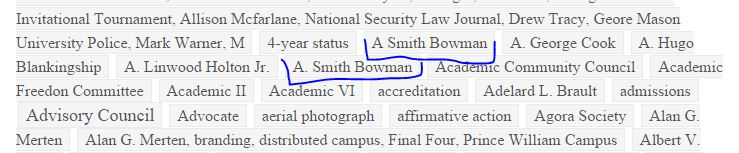 Invitational Tournament, Allison Mcfarlane, National Security Law Journal, Drew Tracy, Geore Mason
University Police, Mark Warner, M 4-year status A Smith Bowman A. George Cook A. Hugo
Blankingship A. Linwood Holton Jr. A. Smith Bowman Academic Community Council Academic
Freedon Committee Academic II Academic VI accreditation Adelard L. Brault admissions
Advisory Council Advocate aerial photograph affirmative action Agora Society Alan G.
Merten Alan G. Merten, branding, distributed campus, Final Four, Prince William Campus Albert V.